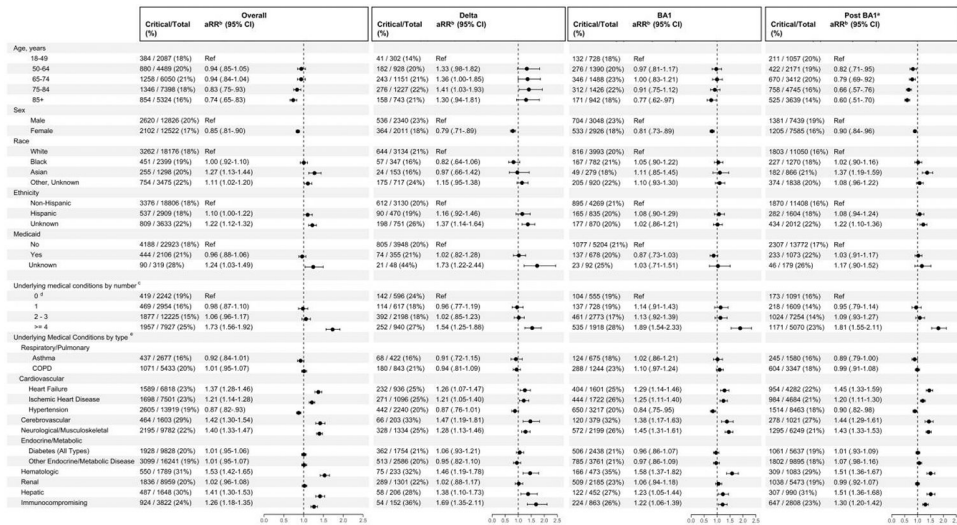 Overall Delta BA1 Post BA1ᵃ
Critical/Total (%) aRRᵇ (95% CI) Critical/Total (%) aRRᵇ (95% CI) Critical/Total (%) aRRᵇ (95% CI) Critical/Total (%) aRRᵇ (95% CI)
Age, years
18-49 384 / 2087 (18%) Ref 41 / 302 (14%) Ref 132 / 728 (18%) Ref 211 / 1057 (20%) Ref
50-64 880 / 4489 (20%) 0.94 (.85-1.05) 182 / 928 (20%) 1.33 (.98-1.82) 276 / 1390 (20%) 0.97 (.81-1.17) 422 / 2171 (19%) 0.82 (.71-.95)
65-74 1258 / 6050 (21%) 0.94 (.84-1.04) 243 / 1151 (21%) 1.36 (1.00-1.85) 346 / 1488 (23%) 1.00 (.83-1.21) 670 / 3412 (20%) 0.79 (.69-.92)
75-84 1346 / 7398 (18%) 0.83 (.75-.93) 276 / 1227 (22%) 1.41 (1.03-1.93) 312 / 1426 (22%) 0.91 (.75-1.12) 758 / 4745 (16%) 0.66 (.57-.76)
85+ 854 / 5324 (16%) 0.74 (.65-.83) 158 / 743 (21%) 1.30 (.94-1.81) 171 / 942 (18%) 0.77 (.62-.97) 525 / 3639 (14%) 0.60 (.51-.70)
Sex
Male 2620 / 12826 (20%) Ref 536 / 2340 (23%) Ref 704 / 3048 (23%) Ref 1381 / 7439 (19%) Ref
Female 2102 / 12522 (17%) 0.85 (.81-.90) 364 / 2011 (18%) 0.79 (.71-.89) 533 / 2926 (18%) 0.81 (.73-.89) 1205 / 7585 (16%) 0.90 (.84-.96)
Race
White 3262 / 18176 (18%) Ref 644 / 3134 (21%) Ref 816 / 3993 (20%) Ref 1803 / 11050 (16%) Ref
Black 451 / 2399 (19%) 1.00 (.92-1.10) 57 / 347 (16%) 0.82 (.64-1.06) 167 / 782 (21%) 1.05 (.90-1.22) 227 / 1270 (18%) 1.02 (.90-1.16)
Asian 255 / 1298 (20%) 1.27 (1.13-1.44) 24 / 153 (16%) 0.97 (.66-1.42) 49 / 279 (18%) 1.11 (.85-1.45) 182 / 866 (21%) 1.37 (1.19-1.59)
Other, Unknown 754 / 3475 (22%) 1.11 (1.02-1.20) 175 / 717 (24%) 1.15 (.95-1.38) 205 / 920 (22%) 1.10 (.93-1.30) 374 / 1838 (20%) 1.08 (.96-1.22)
Ethnicity
Non-Hispanic 3376 / 18806 (18%) Ref 612 / 3130 (20%) Ref 895 / 4269 (21%) Ref 1870 / 11408 (16%) Ref
Hispanic 537 / 2909 (18%) 1.10 (1.00-1.22) 90 / 470 (19%) 1.16 (.92-1.46) 165 / 835 (20%) 1.08 (.90-1.29) 282 / 1604 (18%) 1.08 (.94-1.24)
Unknown 809 / 3633 (22%) 1.22 (1.12-1.32) 198 / 751 (26%) 1.37 (1.14-1.64) 177 / 870 (20%) 1.02 (.86-1.21) 434 / 2012 (22%) 1.22 (1.10-1.36)
Medicaid
No 4188 / 22923 (18%) Ref 805 / 3948 (20%) Ref 1077 / 5204 (21%) Ref 2307 / 13772 (17%) Ref
Yes 444 / 2106 (21%) 0.96 (.88-1.06) 74 / 355 (21%) 1.02 (.82-1.28) 137 / 678 (20%) 0.87 (.73-1.03) 233 / 1073 (22%) 1.03 (.91-1.17)
Unknown 90 / 319 (28%) 1.24 (1.03-1.49) 21 / 48 (44%) 1.73 (1.22-2.44) 23 / 92 (25%) 1.03 (.71-1.51) 46 / 179 (26%) 1.17 (.90-1.52)
Underlying medical conditions by number ᶜ
0 ᵈ 419 / 2242 (19%) Ref 142 / 596 (24%) Ref 104 / 555 (19%) Ref 173 / 1091 (16%) Ref
1 469 / 2954 (16%) 0.98 (.87-1.10) 114 / 617 (18%) 0.96 (.77-1.19) 137 / 728 (19%) 1.14 (.91-1.43) 218 / 1609 (14%) 0.95 (.79-1.14)
2 - 3 1877 / 12225 (15%) 1.06 (.96-1.17) 392 / 2198 (18%) 1.02 (.85-1.23) 461 / 2773 (17%) 1.13 (.92-1.39) 1024 / 7254 (14%) 1.09 (.93-1.27)
>= 4 1957 / 7927 (25%) 1.73 (1.56-1.92) 252 / 940 (27%) 1.54 (1.25-1.88) 535 / 1918 (28%) 1.89 (1.54-2.33) 1171 / 5070 (23%) 1.81 (1.55-2.11)
Underlying Medical Conditions by type ᵉ
Respiratory/Pulmonary
Asthma 437 / 2677 (16%) 0.92 (.84-1.01) 68 / 422 (16%) 0.91 (.72-1.15) 124 / 675 (18%) 1.02 (.86-1.21) 245 / 1580 (16%) 0.89 (.79-1.00)
COPD 1071 / 5433 (20%) 1.01 (.95-1.07) 180 / 843 (21%) 0.94 (.81-1.09) 288 / 1244 (23%) 1.10 (.97-1.24) 604 / 3347 (18%) 0.99 (.91-1.08)
Cardiovascular
Heart Failure 1589 / 6818 (23%) 1.37 (1.28-1.46) 232 / 936 (25%) 1.26 (1.07-1.47) 404 / 1601 (25%) 1.29 (1.14-1.46) 954 / 4282 (22%) 1.45 (1.33-1.59)
Ischemic Heart Disease 1698 / 7501 (23%) 1.21 (1.14-1.28) 271 / 1096 (25%) 1.21 (1.05-1.40) 444 / 1722 (26%) 1.25 (1.11-1.40) 984 / 4684 (21%) 1.20 (1.11-1.30)
Hypertension 2605 / 13919 (19%) 0.87 (.82-.93) 442 / 2240 (20%) 0.87 (.76-1.01) 650 / 3217 (20%) 0.84 (.75-.95) 1514 / 8463 (18%) 0.90 (.82-.98)
Cerebrovascular 464 / 1603 (29%) 1.42 (1.30-1.54) 66 / 203 (33%) 1.47 (1.19-1.81) 120 / 379 (32%) 1.38 (1.17-1.63) 278 / 1021 (27%) 1.44 (1.29-1.61)
Neurological/Musculoskeletal 2195 / 9782 (22%) 1.40 (1.33-1.47) 328 / 1334 (25%) 1.28 (1.13-1.46) 572 / 2199 (26%) 1.45 (1.31-1.61) 1295 / 6249 (21%) 1.43 (1.33-1.53)
Endocrine/Metabolic
Diabetes (All Types) 1928 / 9828 (20%) 1.01 (.95-1.06) 362 / 1754 (21%) 1.06 (.93-1.21) 506 / 2438 (21%) 0.96 (.86-1.07) 1061 / 5637 (19%) 1.01 (.93-1.09)
Other Endocrine/Metabolic Disease 3099 / 16241 (19%) 1.01 (.95-1.07) 513 / 2586 (20%) 0.95 (.82-1.10) 785 / 3761 (21%) 0.97 (.86-1.09) 1802 / 9895 (18%) 1.07 (.98-1.16)
Hematologic 550 / 1789 (31%) 1.53 (1.42-1.65) 75 / 233 (32%) 1.46 (1.19-1.78) 166 / 473 (35%) 1.58 (1.37-1.82) 309 / 1083 (29%) 1.51 (1.36-1.67)
Renal 1836 / 8959 (20%) 1.02 (.96-1.08) 289 / 1301 (22%) 1.02 (.88-1.17) 509 / 2185 (23%) 1.06 (.94-1.18) 1038 / 5473 (19%) 0.99 (.92-1.07)
Hepatic 487 / 1648 (30%) 1.41 (1.30-1.53) 58 / 206 (28%) 1.38 (1.10-1.73) 122 / 452 (27%) 1.23 (1.05-1.44) 307 / 990 (31%) 1.51 (1.36-1.68)
Immunocompromising 924 / 3822 (24%) 1.26 (1.18-1.35) 54 / 152 (36%) 1.69 (1.35-2.11) 224 / 863 (26%) 1.22 (1.06-1.39) 647 / 2808 (23%) 1.30 (1.20-1.42)
0.0 1.0 2.0 3.0 0.0 1.0 2.0 3.0 0.0 1.0 2.0 3.0 0.0 1.0 2.0